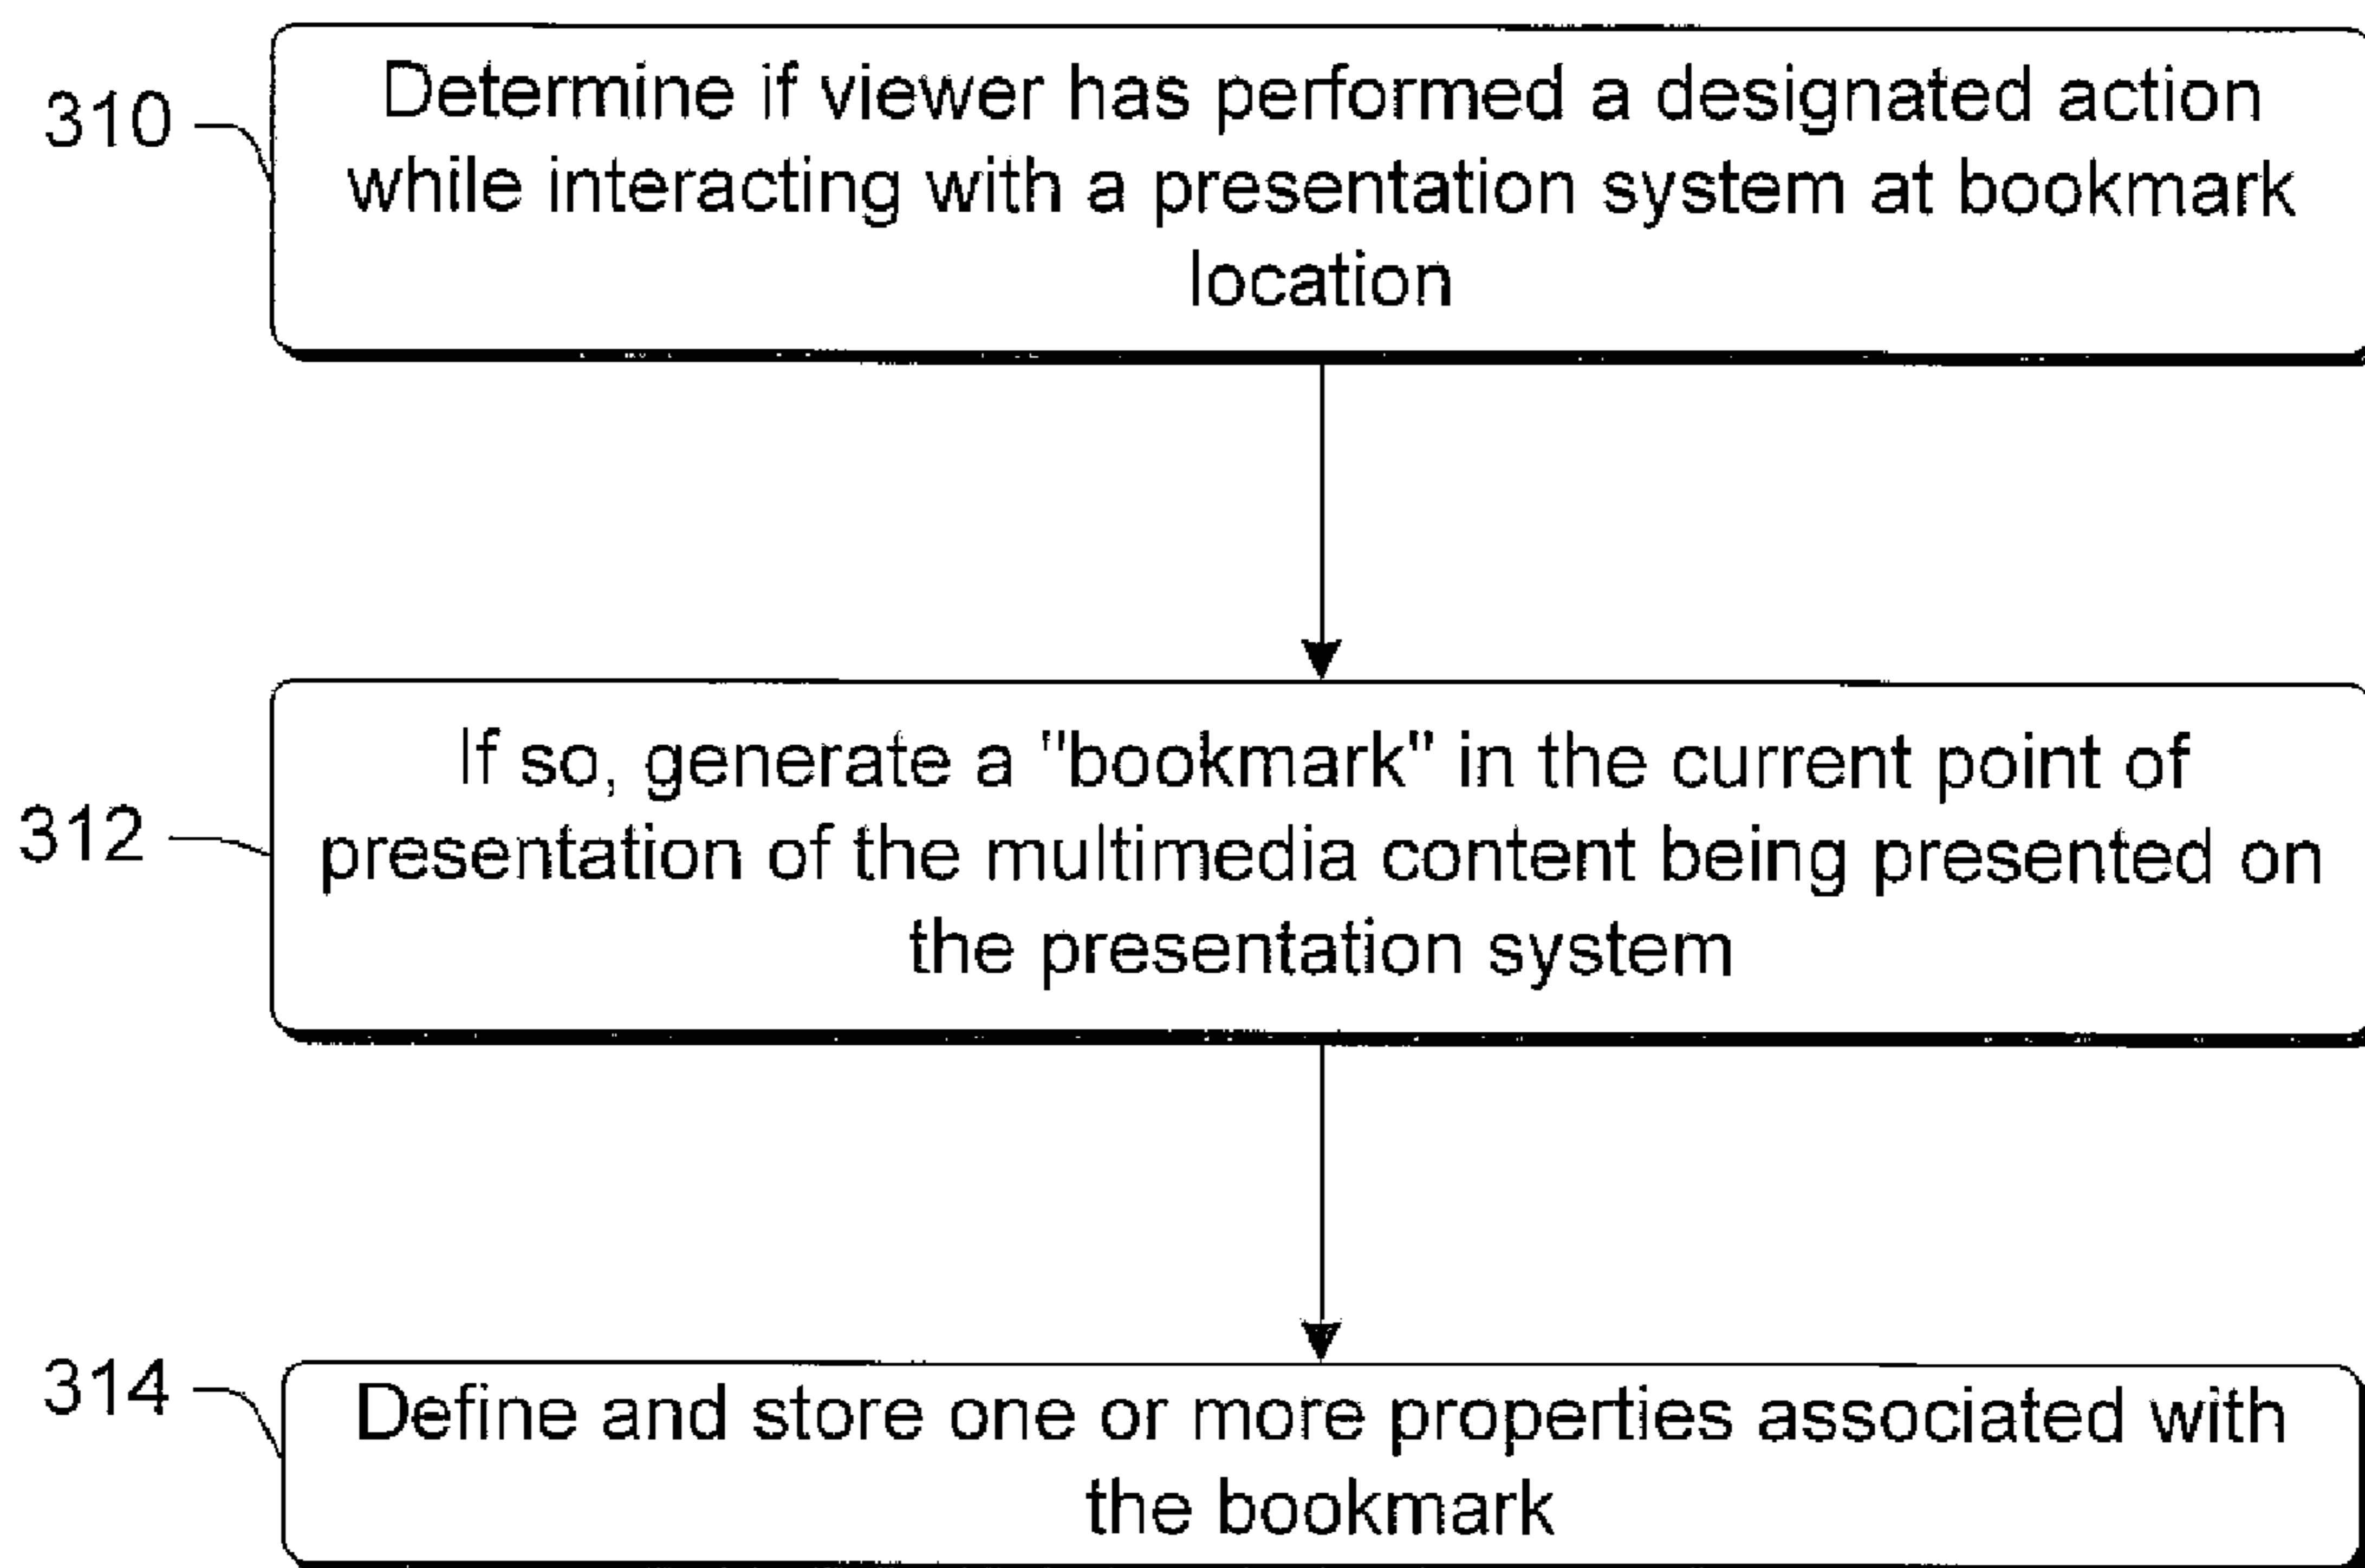 310
Determine if viewer has performed a designated action
while interacting with a presentation system at bookmark
location
312
If so, generate a "bookmark" in the current point of
presentation of the multimedia content being presented on
the presentation system
314
Define and store one or more properties associated with
the bookmark